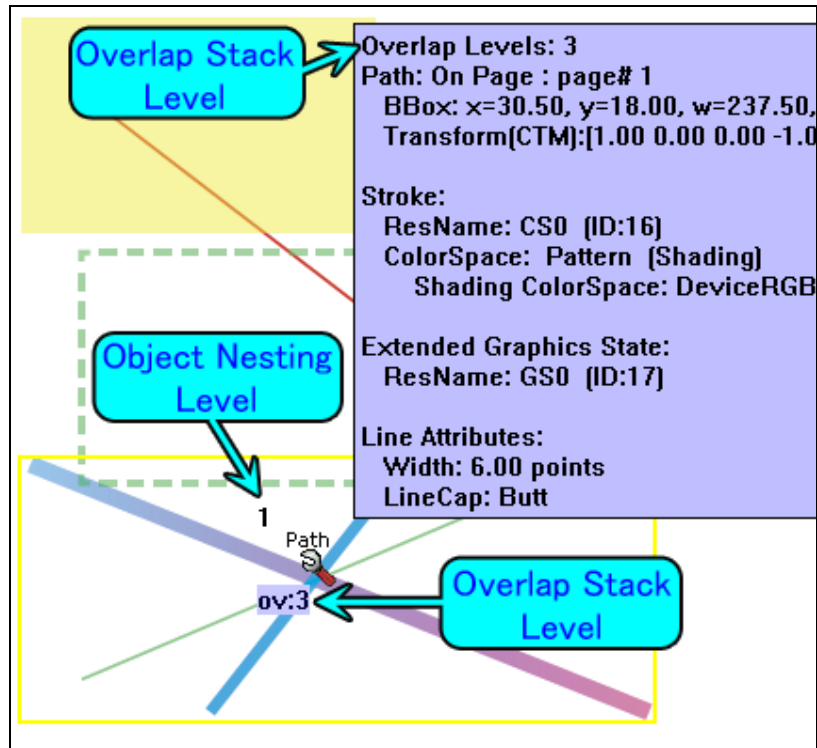 Overlap Stack
Level
Overlap Levels: 3
Path: On Page : page# 1
BBox: x=30.50, y=18.00, w=237.50,
Transform(CTM):[1.00 0.00 0.00 -1.0
Stroke:
ResName: CS0 (ID:16)
ColorSpace: Pattern (Shading)
Shading ColorSpace: DeviceRGB
Extended Graphics State:
ResName: GS0 (ID:17)
Line Attributes:
Width: 6.00 points
LineCap: Butt
Object Nesting
Level
1
Path
ov:3
Overlap Stack
Level